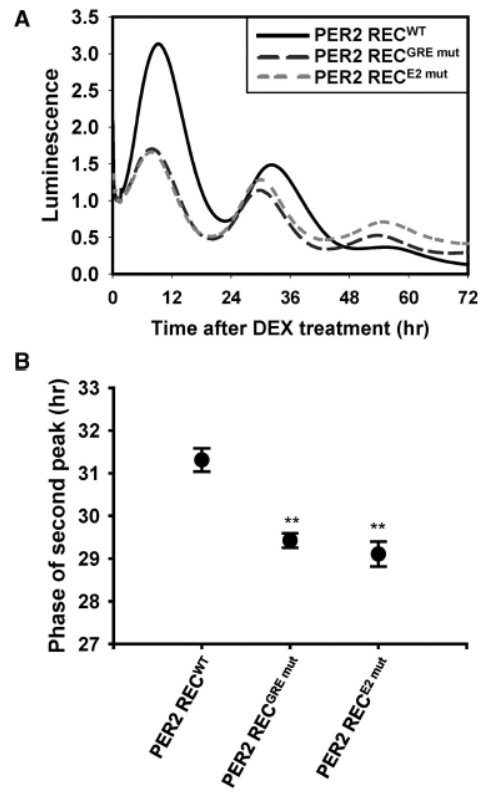 A
3.5
3.0
2.5
2.0
1.5
1.0
0.5
0.0
Luminescence
PER2 REC^WT
PER2 REC^GRE mut
PER2 REC^E2 mut
0 12 24 36 48 60 72
Time after DEX treatment (hr)
B
33
32
31
30
29
28
27
Phase of second peak (hr)
**
**
PER2 REC^WT
PER2 REC^GRE mut
PER2 REC^E2 mut